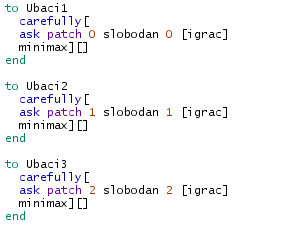 to Ubaci1
carefully[
ask patch 0 slobodan 0 [igrac]
minimax][]
end
to Ubaci2
carefully[
ask patch 1 slobodan 1 [igrac]
minimax][]
end
to Ubaci3
carefully[
ask patch 2 slobodan 2 [igrac]
minimax][]
end